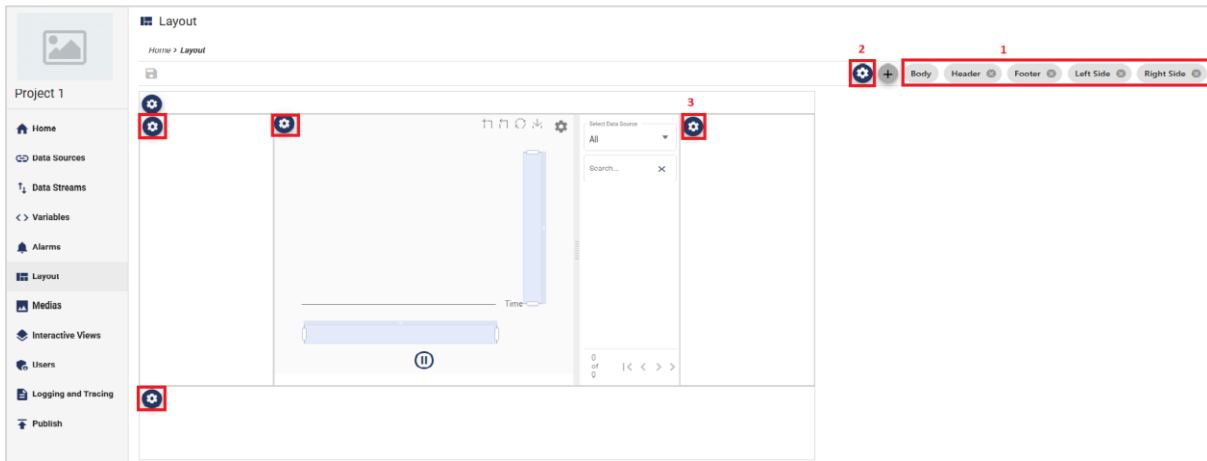 Layout
Home > Layout
2
1
Body Header Footer Left Side Right Side
Project 1
3
Home
Data Sources
Data Streams
Variables
Alarms
Layout
Medias
Interactive Views
Users
Logging and Tracing
Publish
Select Data Source
All
Search...
Time
0
of
0